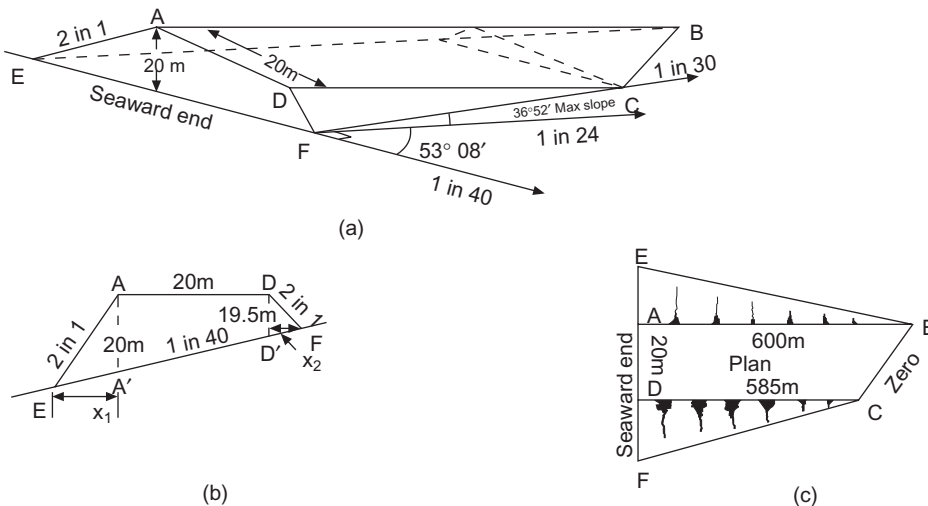 A
B
2 in 1
20 m
20m
E
D
C
1 in 30
Seaward end
36°52′ Max slope
F
1 in 24
53° 08′
1 in 40
(a)
A
20m
D
2 in 1
2 in 1
19.5m
20m
1 in 40
F
D′
x2
A′
E
x1
(b)
E
A
B
600m
Seaward end
20m
Plan
Zero
585m
D
C
F
(c)